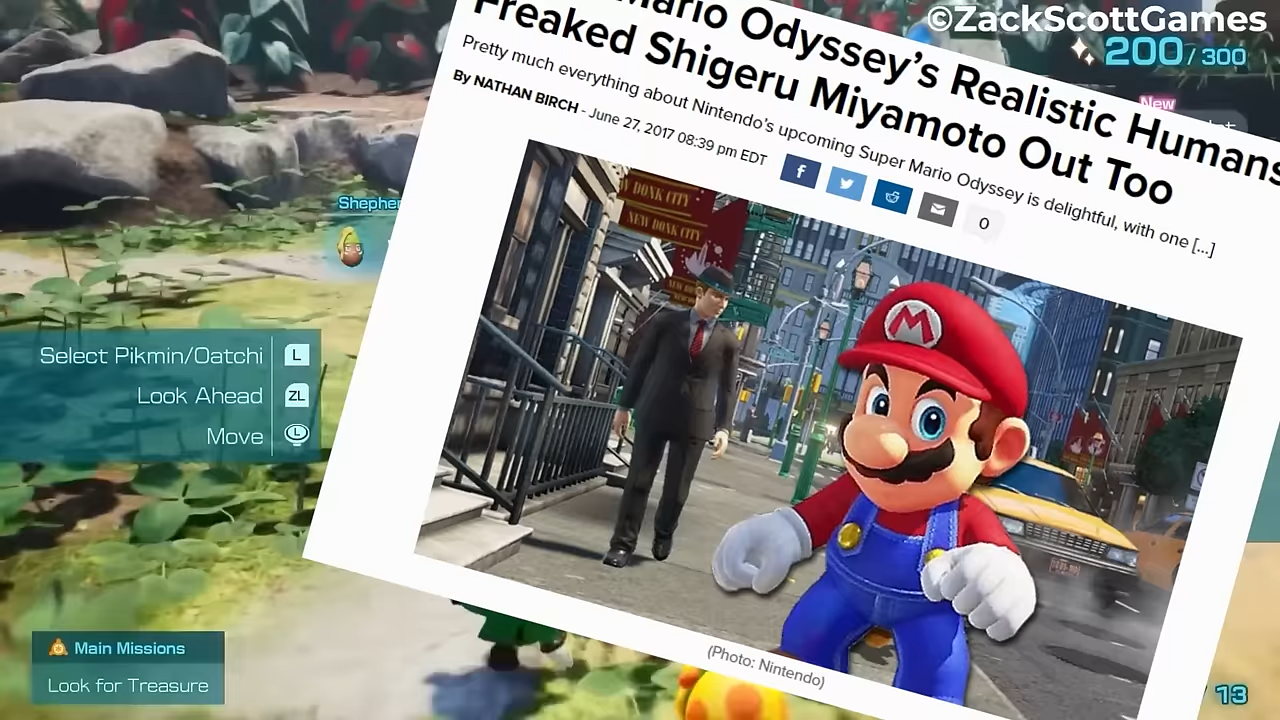 ©ZackScottGames
200 / 300
New
Mario Odyssey's Realistic Humans
Freaked Shigeru Miyamoto Out Too
Pretty much everything about Nintendo's upcoming Super Mario Odyssey is delightful, with one [...]
By NATHAN BIRCH - June 27, 2017 08:39 pm EDT
0
W DONK CITY
NEW DONK CITY
Shepher
Select Pikmin/Oatchi L
Look Ahead ZL
Move L
(Photo: Nintendo)
Main Missions
Look for Treasure
/ 13